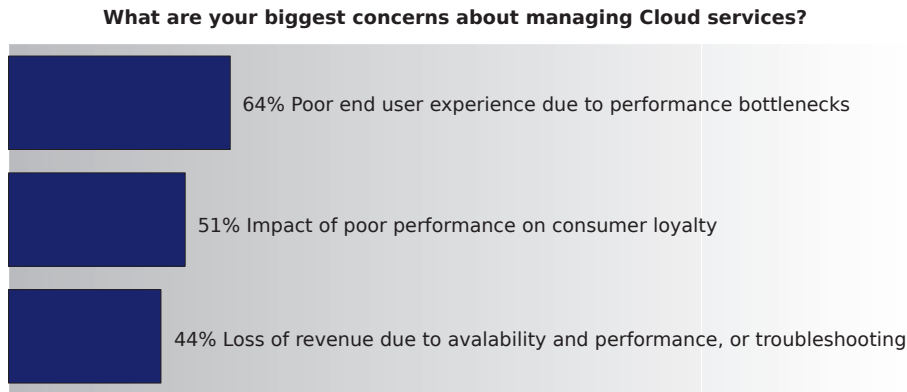 What are your biggest concerns about managing Cloud services?
64% Poor end user experience due to performance bottlenecks
51% Impact of poor performance on consumer loyalty
44% Loss of revenue due to avalability and performance, or troubleshooting